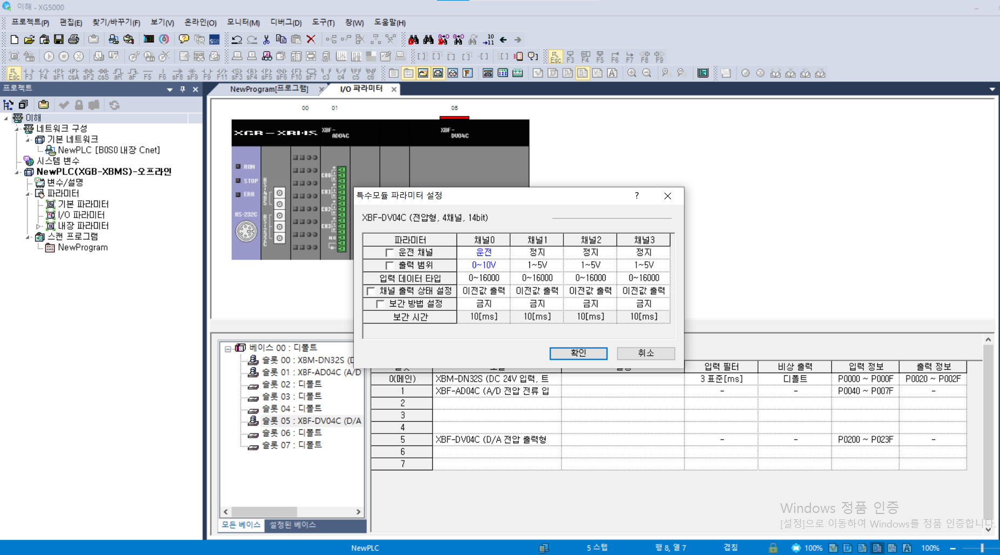 이해 - XG5000
프로젝트(P) 편집(E) 찾기/바꾸기(F) 보기(V) 온라인(O) 모니터(M) 디버그(D) 도구(T) 창(W) 도움말(H)
Esc F3 F4 F5 F6 F7 F8 F9
Esc F3 F4 sF1 csA sF2 csS aR aF F5 F6 sF8 sF9 F9 F11 sF3 sF4 sF5 sF6 F10 sF7 c3 c4 c5 c6
프로젝트
이해
네트워크 구성
기본 네트워크
NewPLC [B0S0 내장 Cnet]
시스템 변수
NewPLC(XGB-XBMS)-오프라인
변수/설명
파라미터
기본 파라미터
I/O 파라미터
내장 파라미터
스캔 프로그램
NewProgram
NewProgram[프로그램] I/O 파라미터
00 01 05
XGB - XBMS XBF-AD04C XBF-DV04C
RUN
STOP
ERR
RS-232C
CH0
CH1
CH2
CH3
N.C
특수모듈 파라미터 설정 ?
XBF-DV04C (전압형, 4채널, 14bit)
파라미터 채널0 채널1 채널2 채널3
운전 채널 운전 정지 정지 정지
출력 범위 0~10V 1~5V 1~5V 1~5V
입력 데이터 타입 0~16000 0~16000 0~16000 0~16000
채널 출력 상태 설정 이전값 출력 이전값 출력 이전값 출력 이전값 출력
보간 방법 설정 금지 금지 금지 금지
보간 시간 10[ms] 10[ms] 10[ms] 10[ms]
확인 취소
베이스 00 : 디폴트
슬롯 00 : XBM-DN32S (D
슬롯 01 : XBF-AD04C (A/D
슬롯 02 : 디폴트
슬롯 03 : 디폴트
슬롯 04 : 디폴트
슬롯 05 : XBF-DV04C (D/A
슬롯 06 : 디폴트
슬롯 07 : 디폴트
모든 베이스 설정된 베이스
입력 필터 비상 출력 입력 정보 출력 정보
0(메인) XBM-DN32S (DC 24V 입력, 트 3 표준[ms] 디폴트 P0000 ~ P000F P0020 ~ P002F
1 XBF-AD04C (A/D 전압 전류 입 - - P0040 ~ P007F -
2
3
4
5 XBF-DV04C (D/A 전압 출력형 - - P0200 ~ P023F -
6
7
Windows 정품 인증
[설정]으로 이동하여 Windows를 정품 인증합니다.
NewPLC 5 스텝 행 8, 열 7 겹침 100% 100%